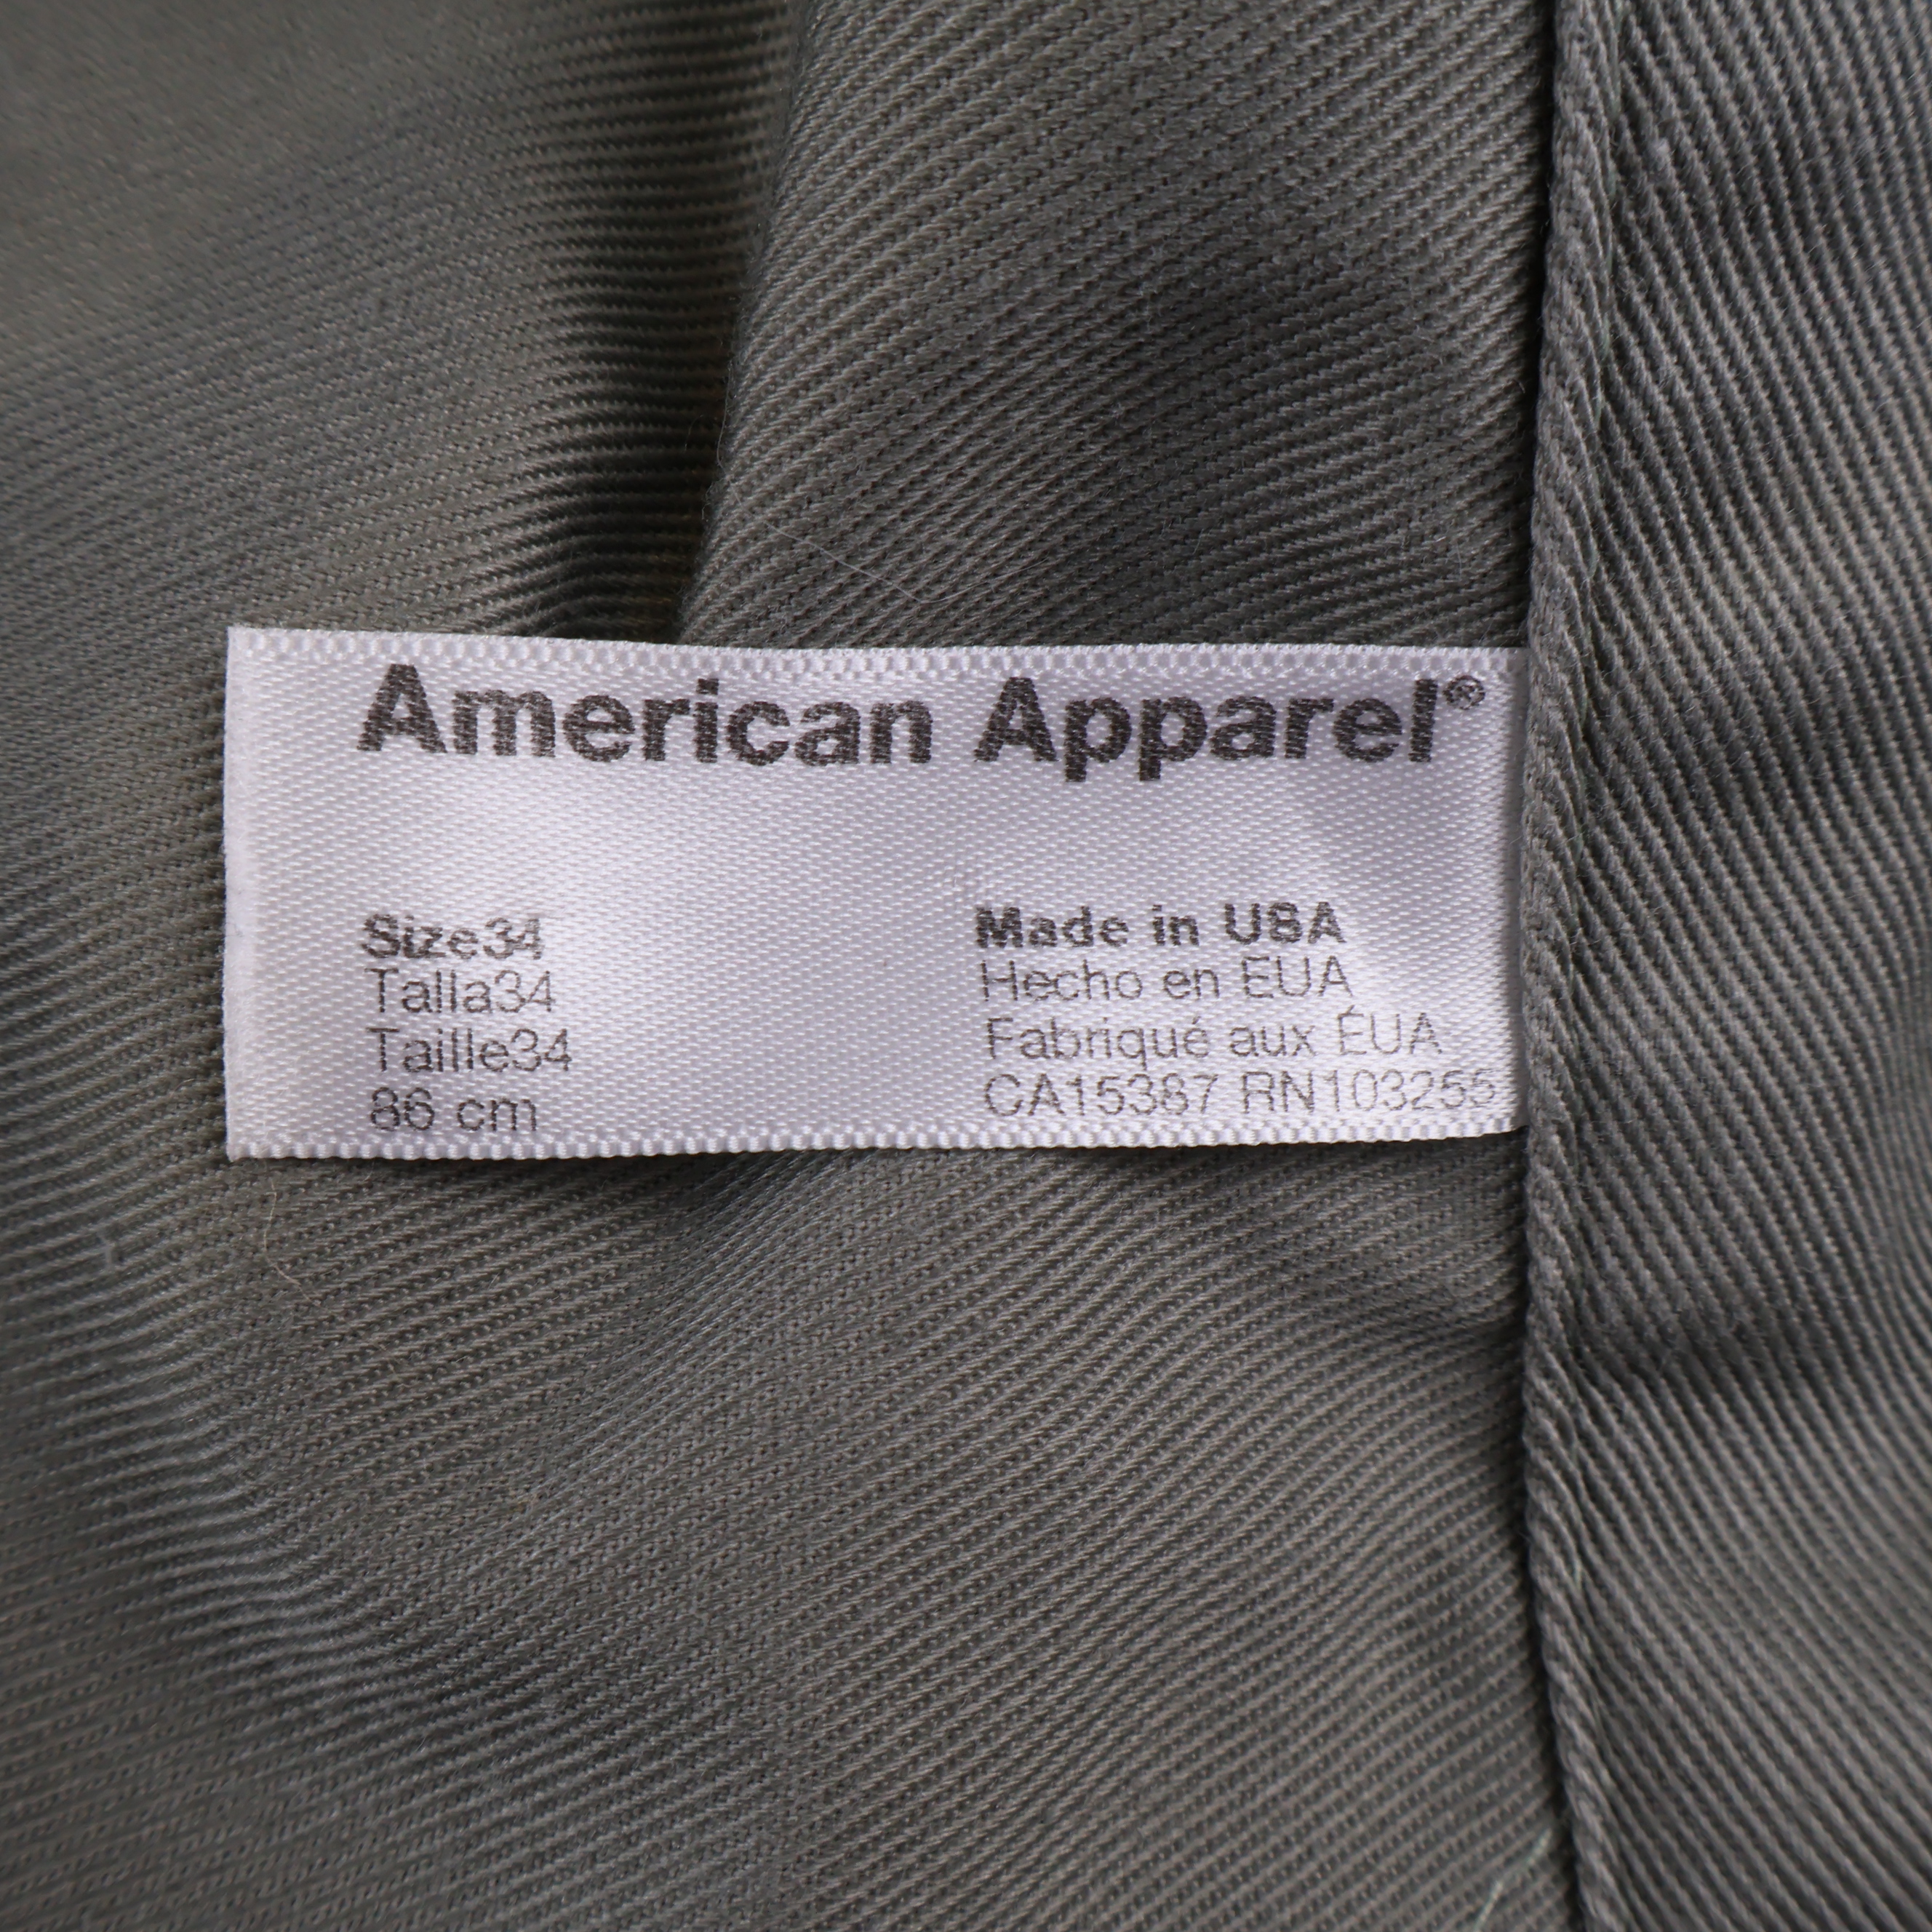 American Apparel®
Size34
Talla34
Taille34
86 cm
Made in USA
Hecho en EUA
Fabriqué aux ÉUA
CA15387 RN103255